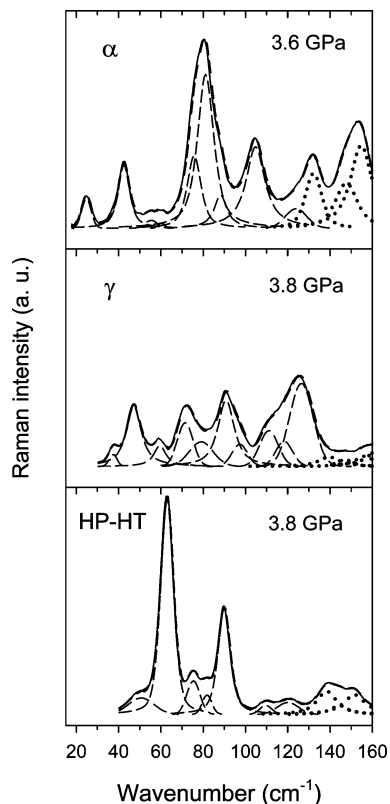 α 3.6 GPa
γ 3.8 GPa
HP-HT 3.8 GPa
Raman intensity (a. u.)
20 40 60 80 100 120 140 160
Wavenumber (cm⁻¹)